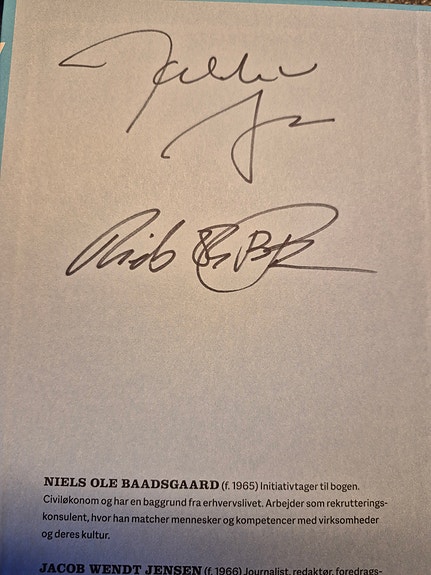 NIELS OLE BAADSGAARD (f. 1965) Initiativtager til bogen.
Civiløkonom og har en baggrund fra erhvervslivet. Arbejder som rekrutterings-
konsulent, hvor han matcher mennesker og kompetencer med virksomheder
og deres kultur.
JACOB WENDT JENSEN (f. 1966) Journalist, redaktør, foredrags-